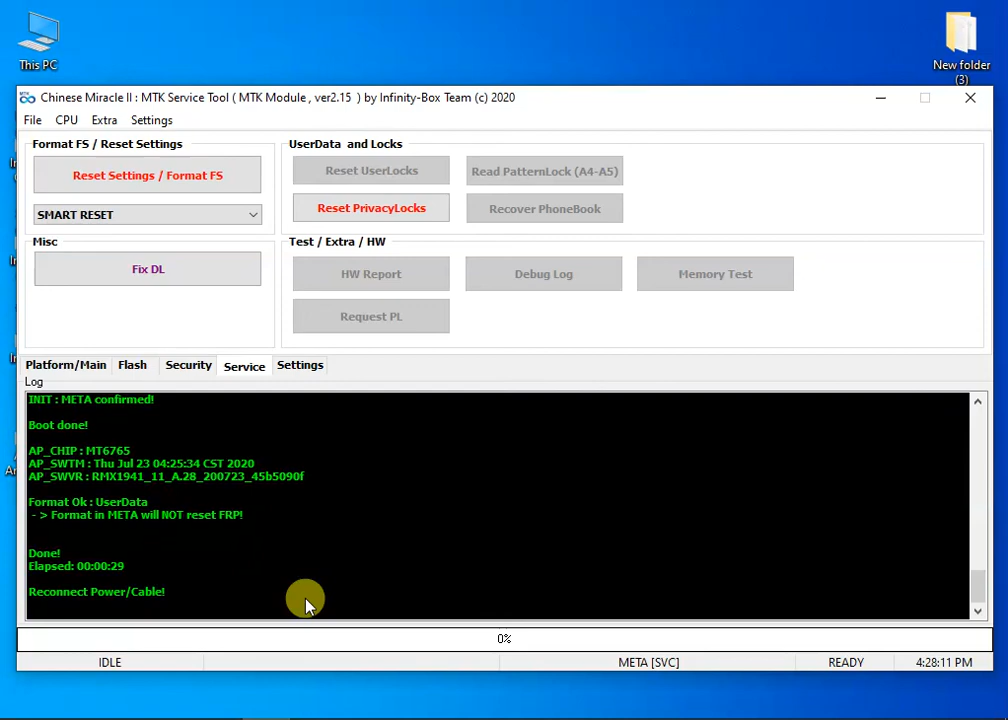 This PC
New folder
(3)
Chinese Miracle II : MTK Service Tool ( MTK Module , ver2.15 ) by Infinity-Box Team (c) 2020
File CPU Extra Settings
Format FS / Reset Settings
Reset Settings / Format FS
SMART RESET
Misc
Fix DL
UserData and Locks
Reset UserLocks
Read PatternLock (A4-A5)
Reset PrivacyLocks
Recover PhoneBook
Test / Extra / HW
HW Report
Debug Log
Memory Test
Request PL
Platform/Main Flash Security Service Settings
Log
INIT : META confirmed!
Boot done!
AP_CHIP : MT6765
AP_SWTM : Thu Jul 23 04:25:34 CST 2020
AP_SWVR : RMX1941_11_A.28_200723_45b5090f
Format Ok : UserData
- > Format in META will NOT reset FRP!
Done!
Elapsed: 00:00:29
Reconnect Power/Cable!
0%
IDLE META [SVC] READY 4:28:11 PM